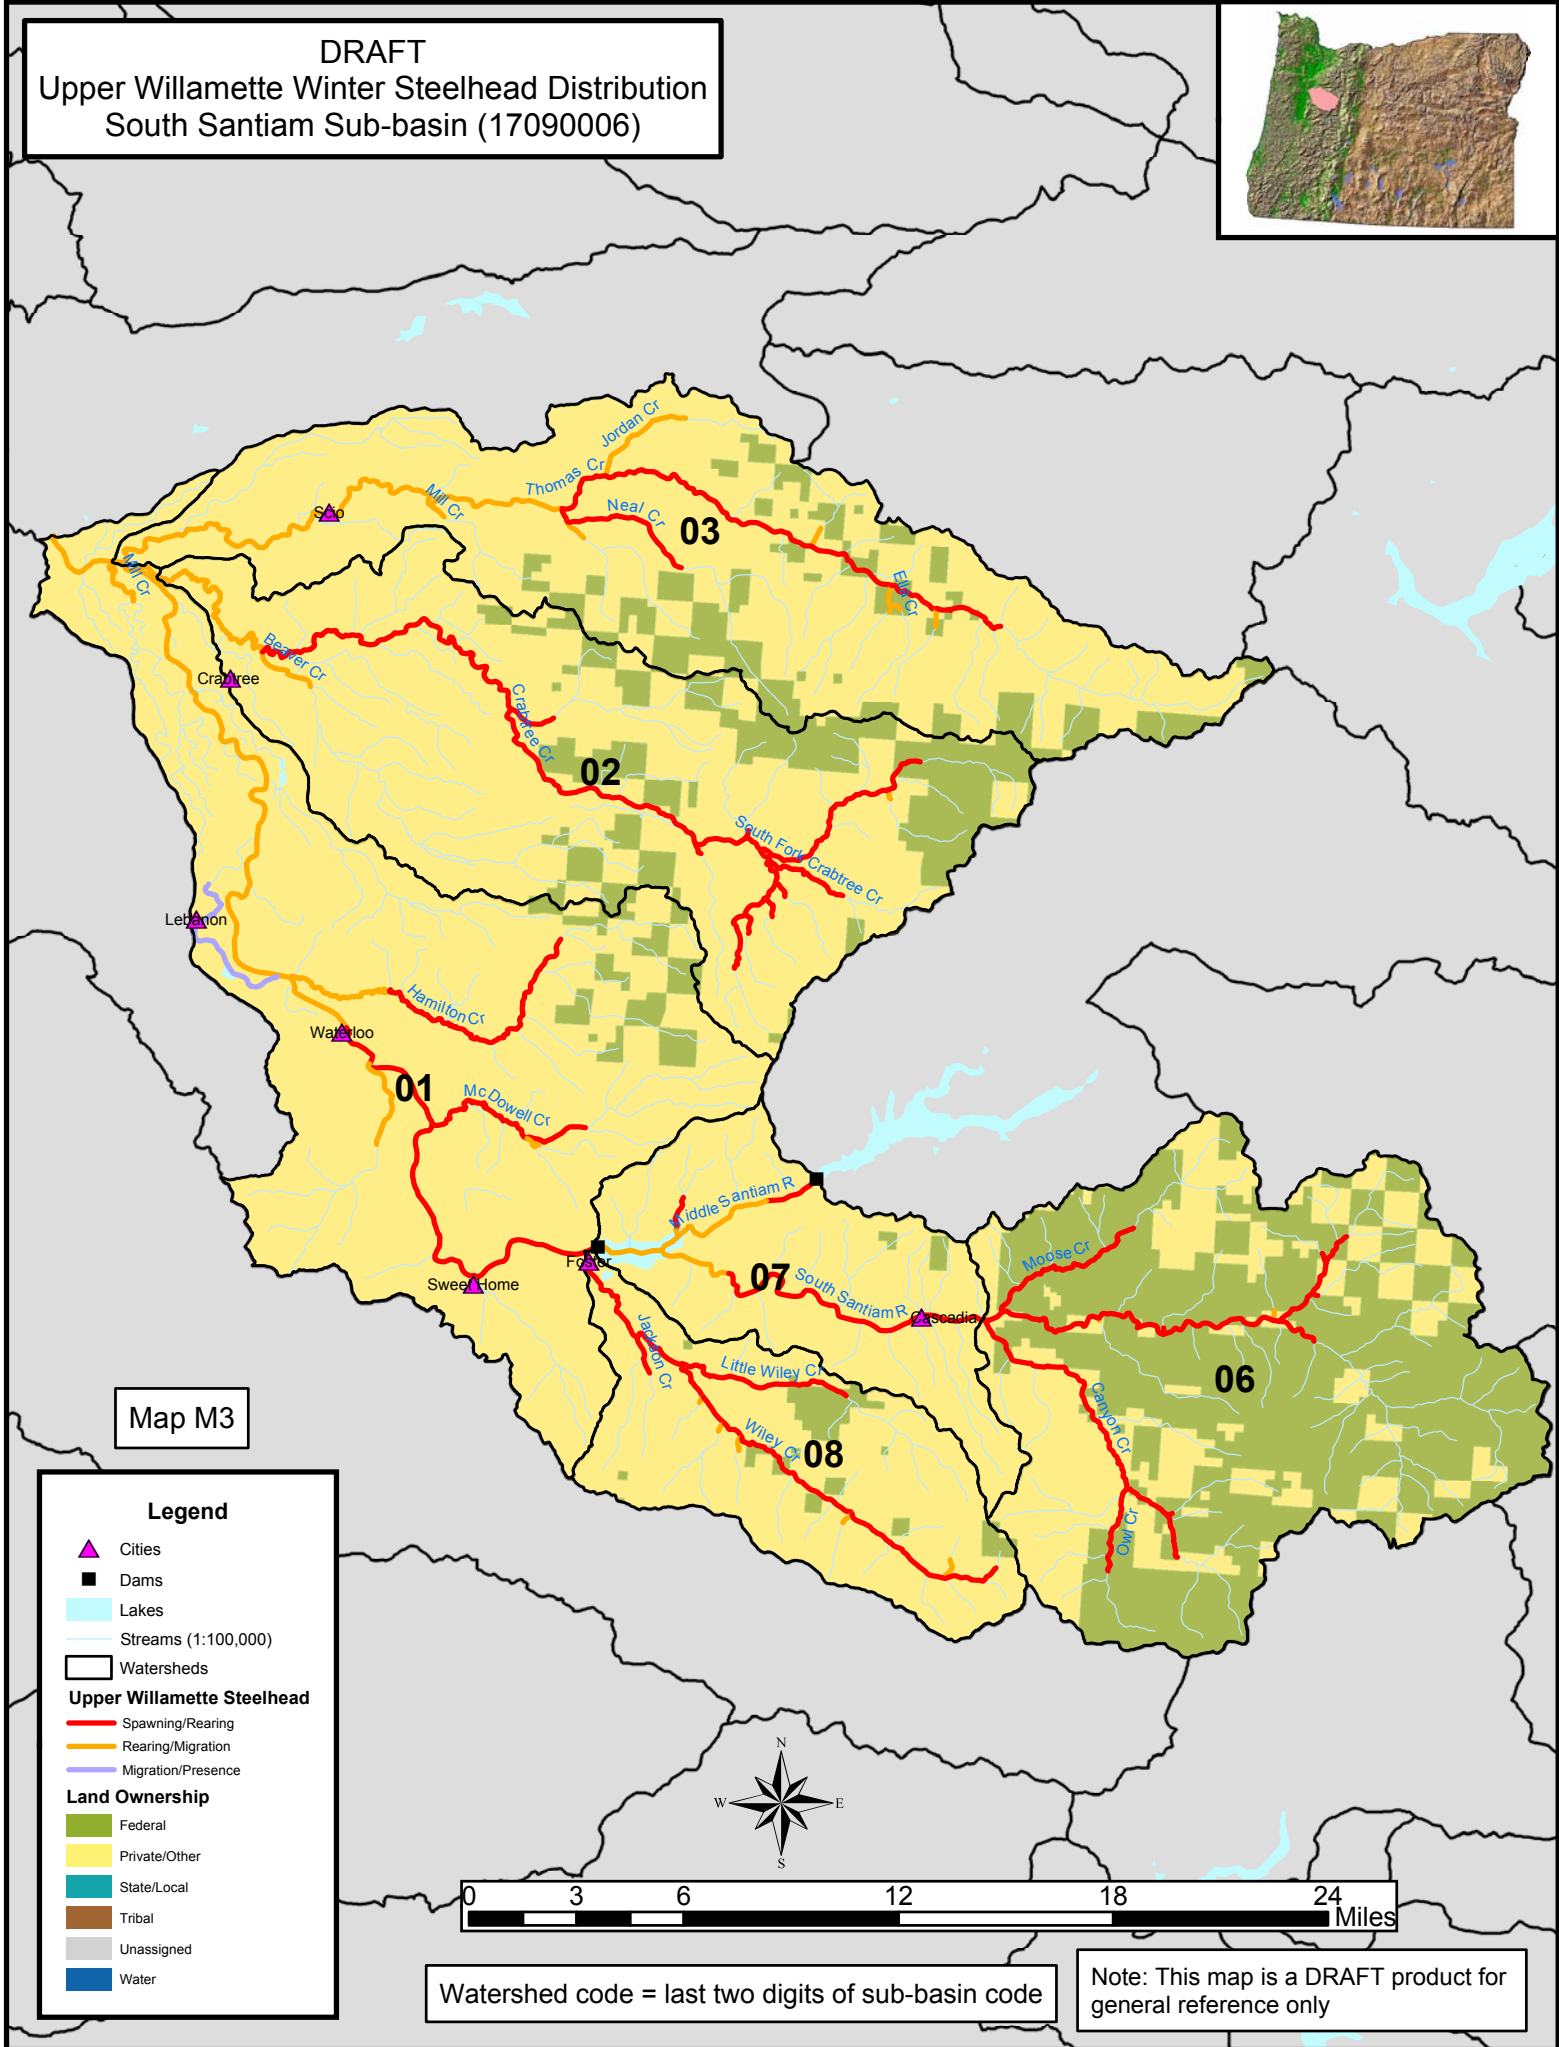 DRAFT
Upper Willamette Winter Steelhead Distribution
South Santiam Sub-basin (17090006)
Jordan Cr
Thomas Cr
Mill Cr
Scio
Neal Cr
03
Mill Cr
Ella Cr
Beaver Cr
Crabtree
Crabtree Cr
02
South Fork Crabtree Cr
Lebanon
Hamilton Cr
Waterloo
01
McDowell Cr
Middle Santiam R
Moose Cr
Foster
07
South Santiam R
Sweet Home
Cascadia
Jackson Cr
Little Wiley Cr
06
Canyon Cr
Map M3
Wiley Cr
08
Owl Cr
Legend
Cities
Dams
Lakes
Streams (1:100,000)
Watersheds
Upper Willamette Steelhead
Spawning/Rearing
Rearing/Migration
Migration/Presence
Land Ownership
Federal
Private/Other
State/Local
Tribal
Unassigned
Water
N
W E
S
0 3 6 12 18 24
Miles
Watershed code = last two digits of sub-basin code
Note: This map is a DRAFT product for
general reference only